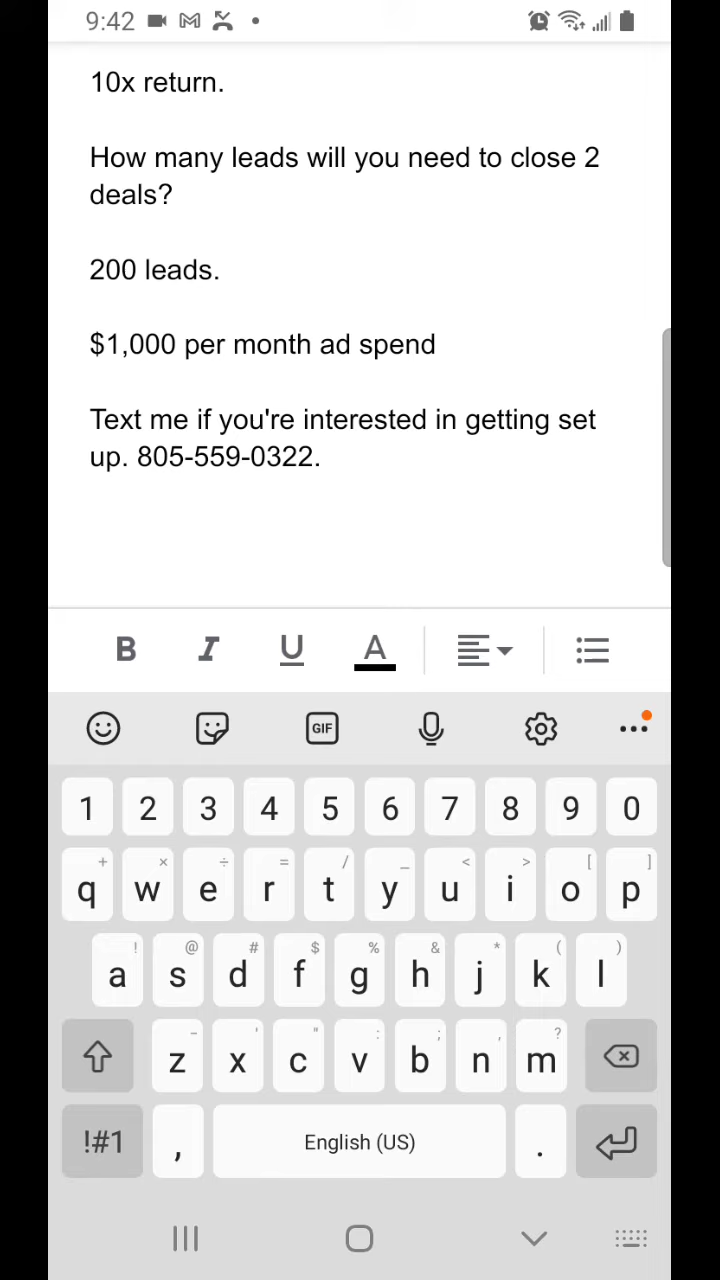 9:42
10x return.
How many leads will you need to close 2
deals?
200 leads.
$1,000 per month ad spend
Text me if you're interested in getting set
up. 805-559-0322.
B I U A
GIF
1 2 3 4 5 6 7 8 9 0
+ × ÷ = / _ < > [ ]
q w e r t y u i o p
! @ # $ % & * ( )
a s d f g h j k l
- ' " : ; , ?
z x c v b n m
!#1 , English (US) .